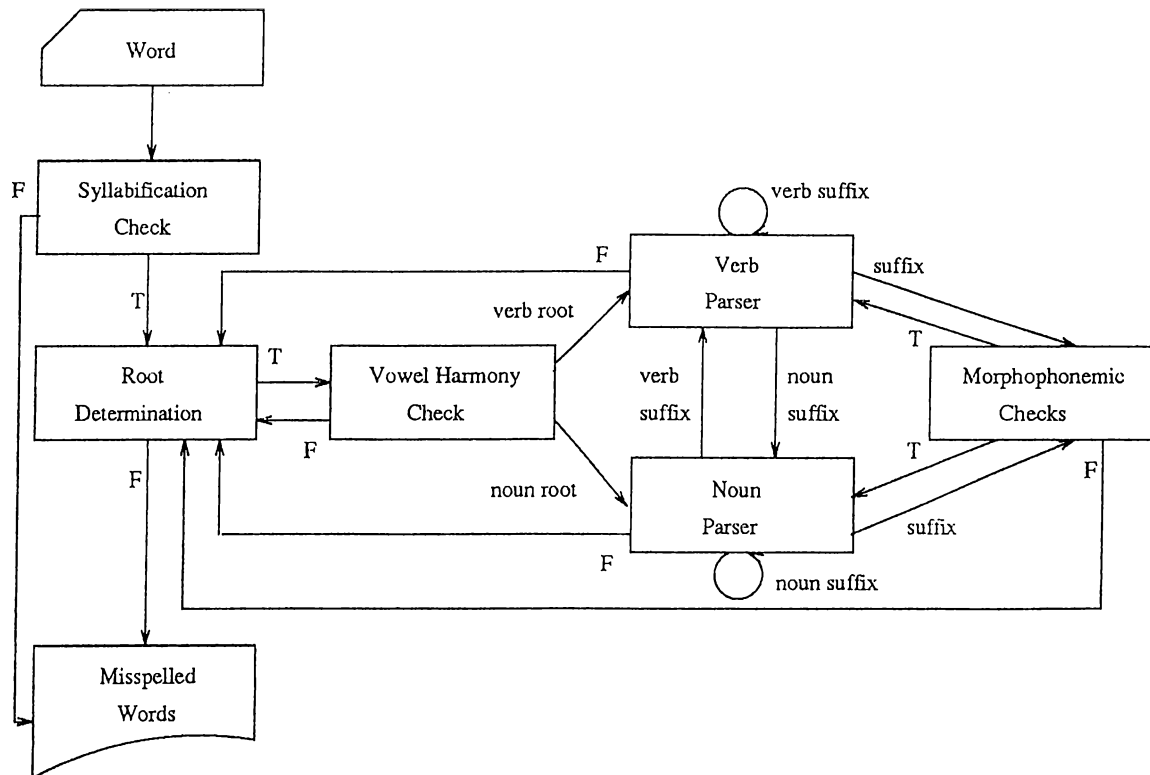 Word
F
Syllabification
Check
verb suffix
T
F
Verb
Parser
suffix
verb root
T
Root
Determination
T
F
Vowel Harmony
Check
verb
suffix
noun
suffix
Morphophonemic
Checks
F
noun root
T
F
Noun
Parser
suffix
F
noun suffix
Misspelled
Words